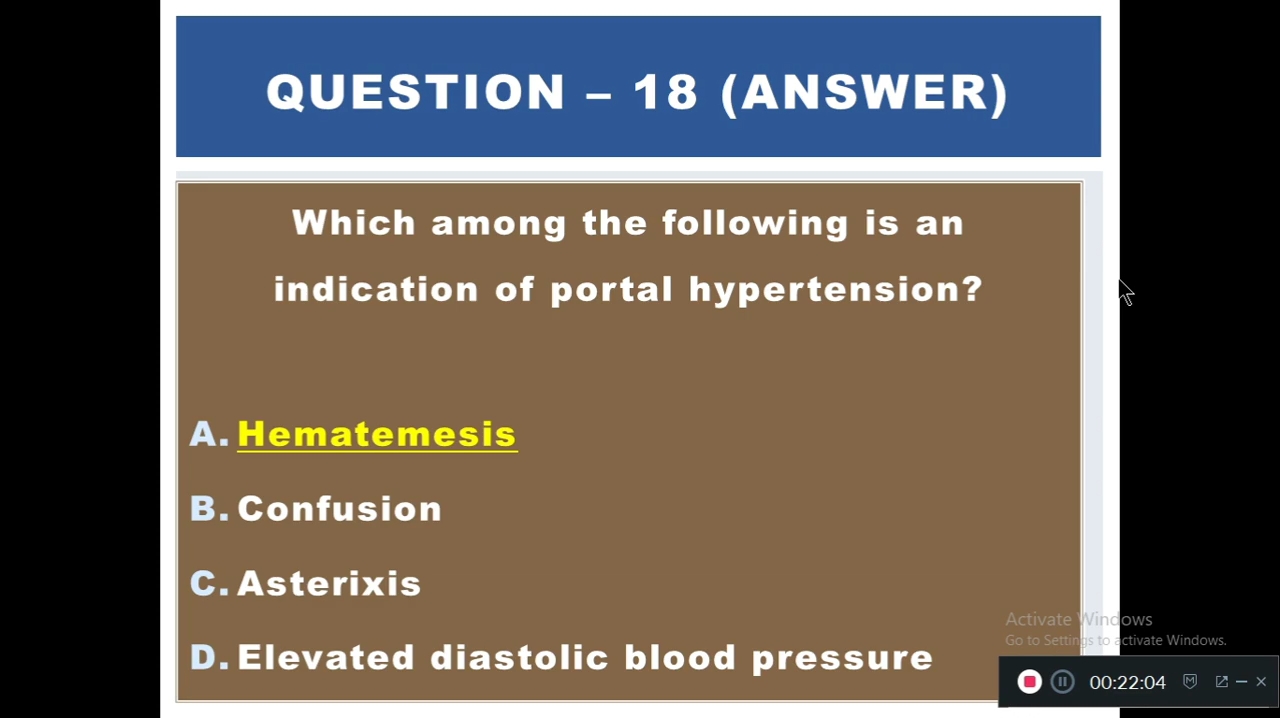 QUESTION – 18 (ANSWER)
Which among the following is an
indication of portal hypertension?
A. Hematemesis
B. Confusion
C. Asterixis
D. Elevated diastolic blood pressure
Activate Windows
Go to Settings to activate Windows.
00:22:04